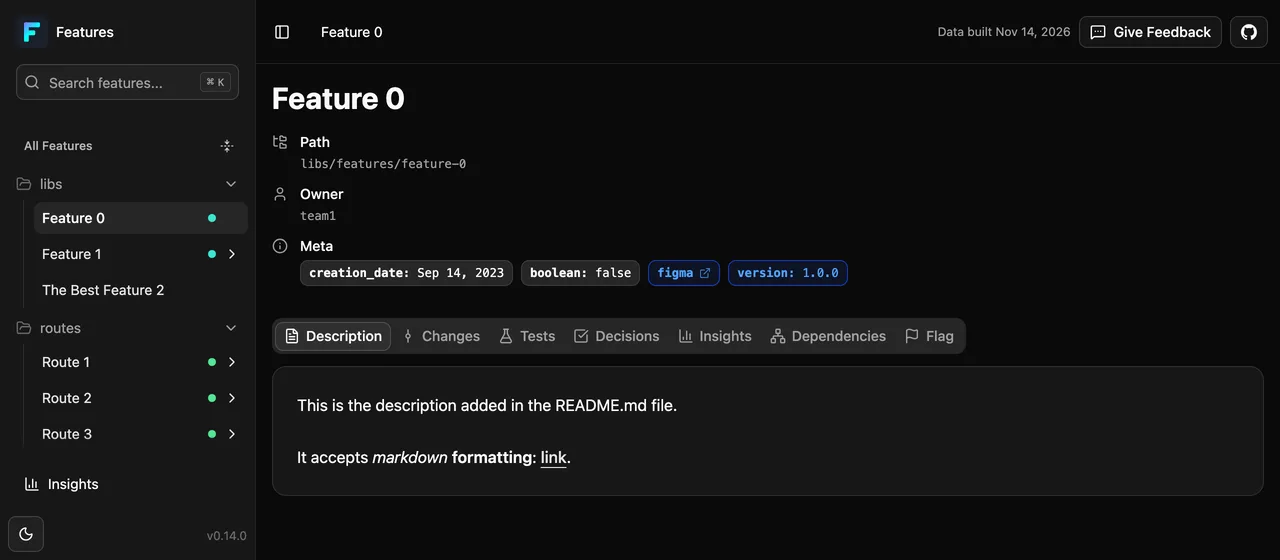 Features
Search features...
⌘ K
All Features
libs
Feature 0
Feature 1
The Best Feature 2
routes
Route 1
Route 2
Route 3
Insights
v0.14.0
Feature 0
Data built Nov 14, 2026
Give Feedback
Feature 0
Path
libs/features/feature-0
Owner
team1
Meta
creation_date: Sep 14, 2023 boolean: false figma version: 1.0.0
Description Changes Tests Decisions Insights Dependencies Flag
This is the description added in the README.md file.
It accepts markdown formatting: link.